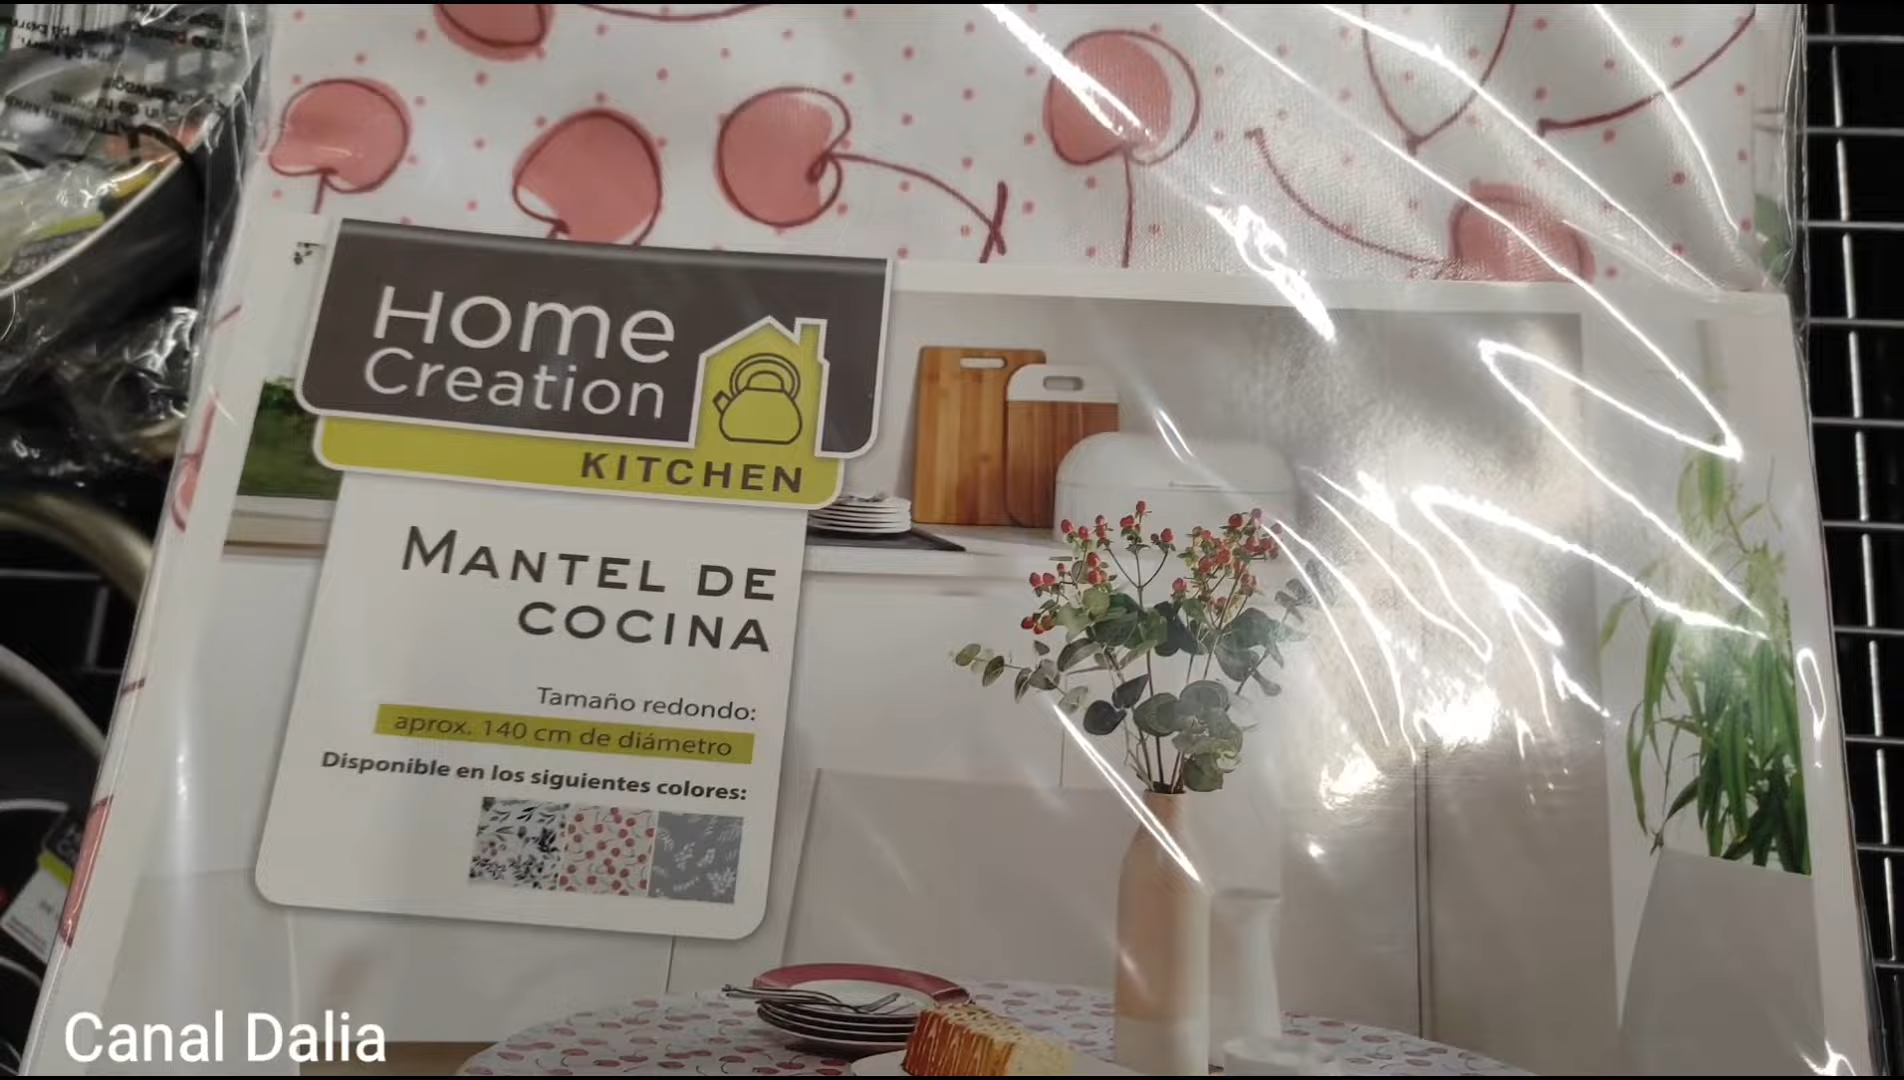 Home
Creation
KITCHEN
MANTEL DE
COCINA
Tamaño redondo:
aprox. 140 cm de diámetro
Disponible en los siguientes colores:
Canal Dalia